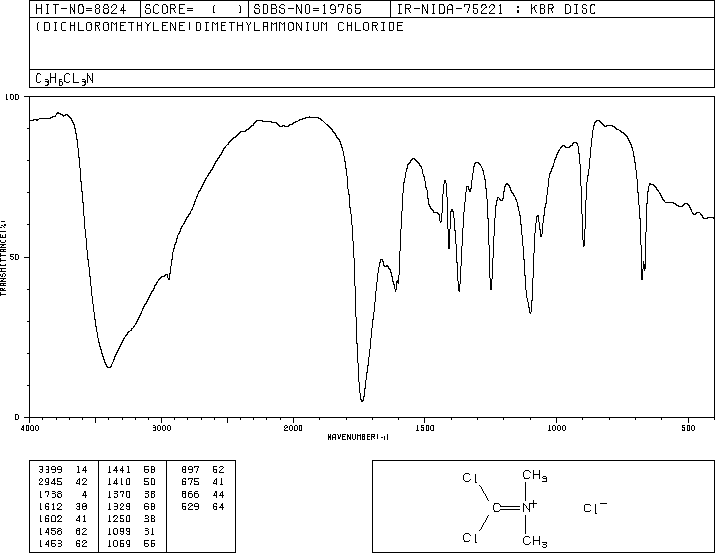 HIT-NO=8824 SCORE= ( ) SDBS-NO=19765 IR-NIDA-75221 : KBR DISC
(DICHLOROMETHYLENE)DIMETHYLAMMONIUM CHLORIDE
C3H6CL3N
100
TRANSMITTANCE(%)
50
0
4000 3000 2000 1500 1000 500
WAVENUMBER(-1)
3399 14 1441 58 897 52
2945 42 1410 50 675 41
1738 4 1370 38 666 44
1612 38 1329 68 529 64
1602 41 1250 38
1458 62 1099 31
1453 62 1059 55
Cl CH3
C=N+ Cl−
Cl CH3